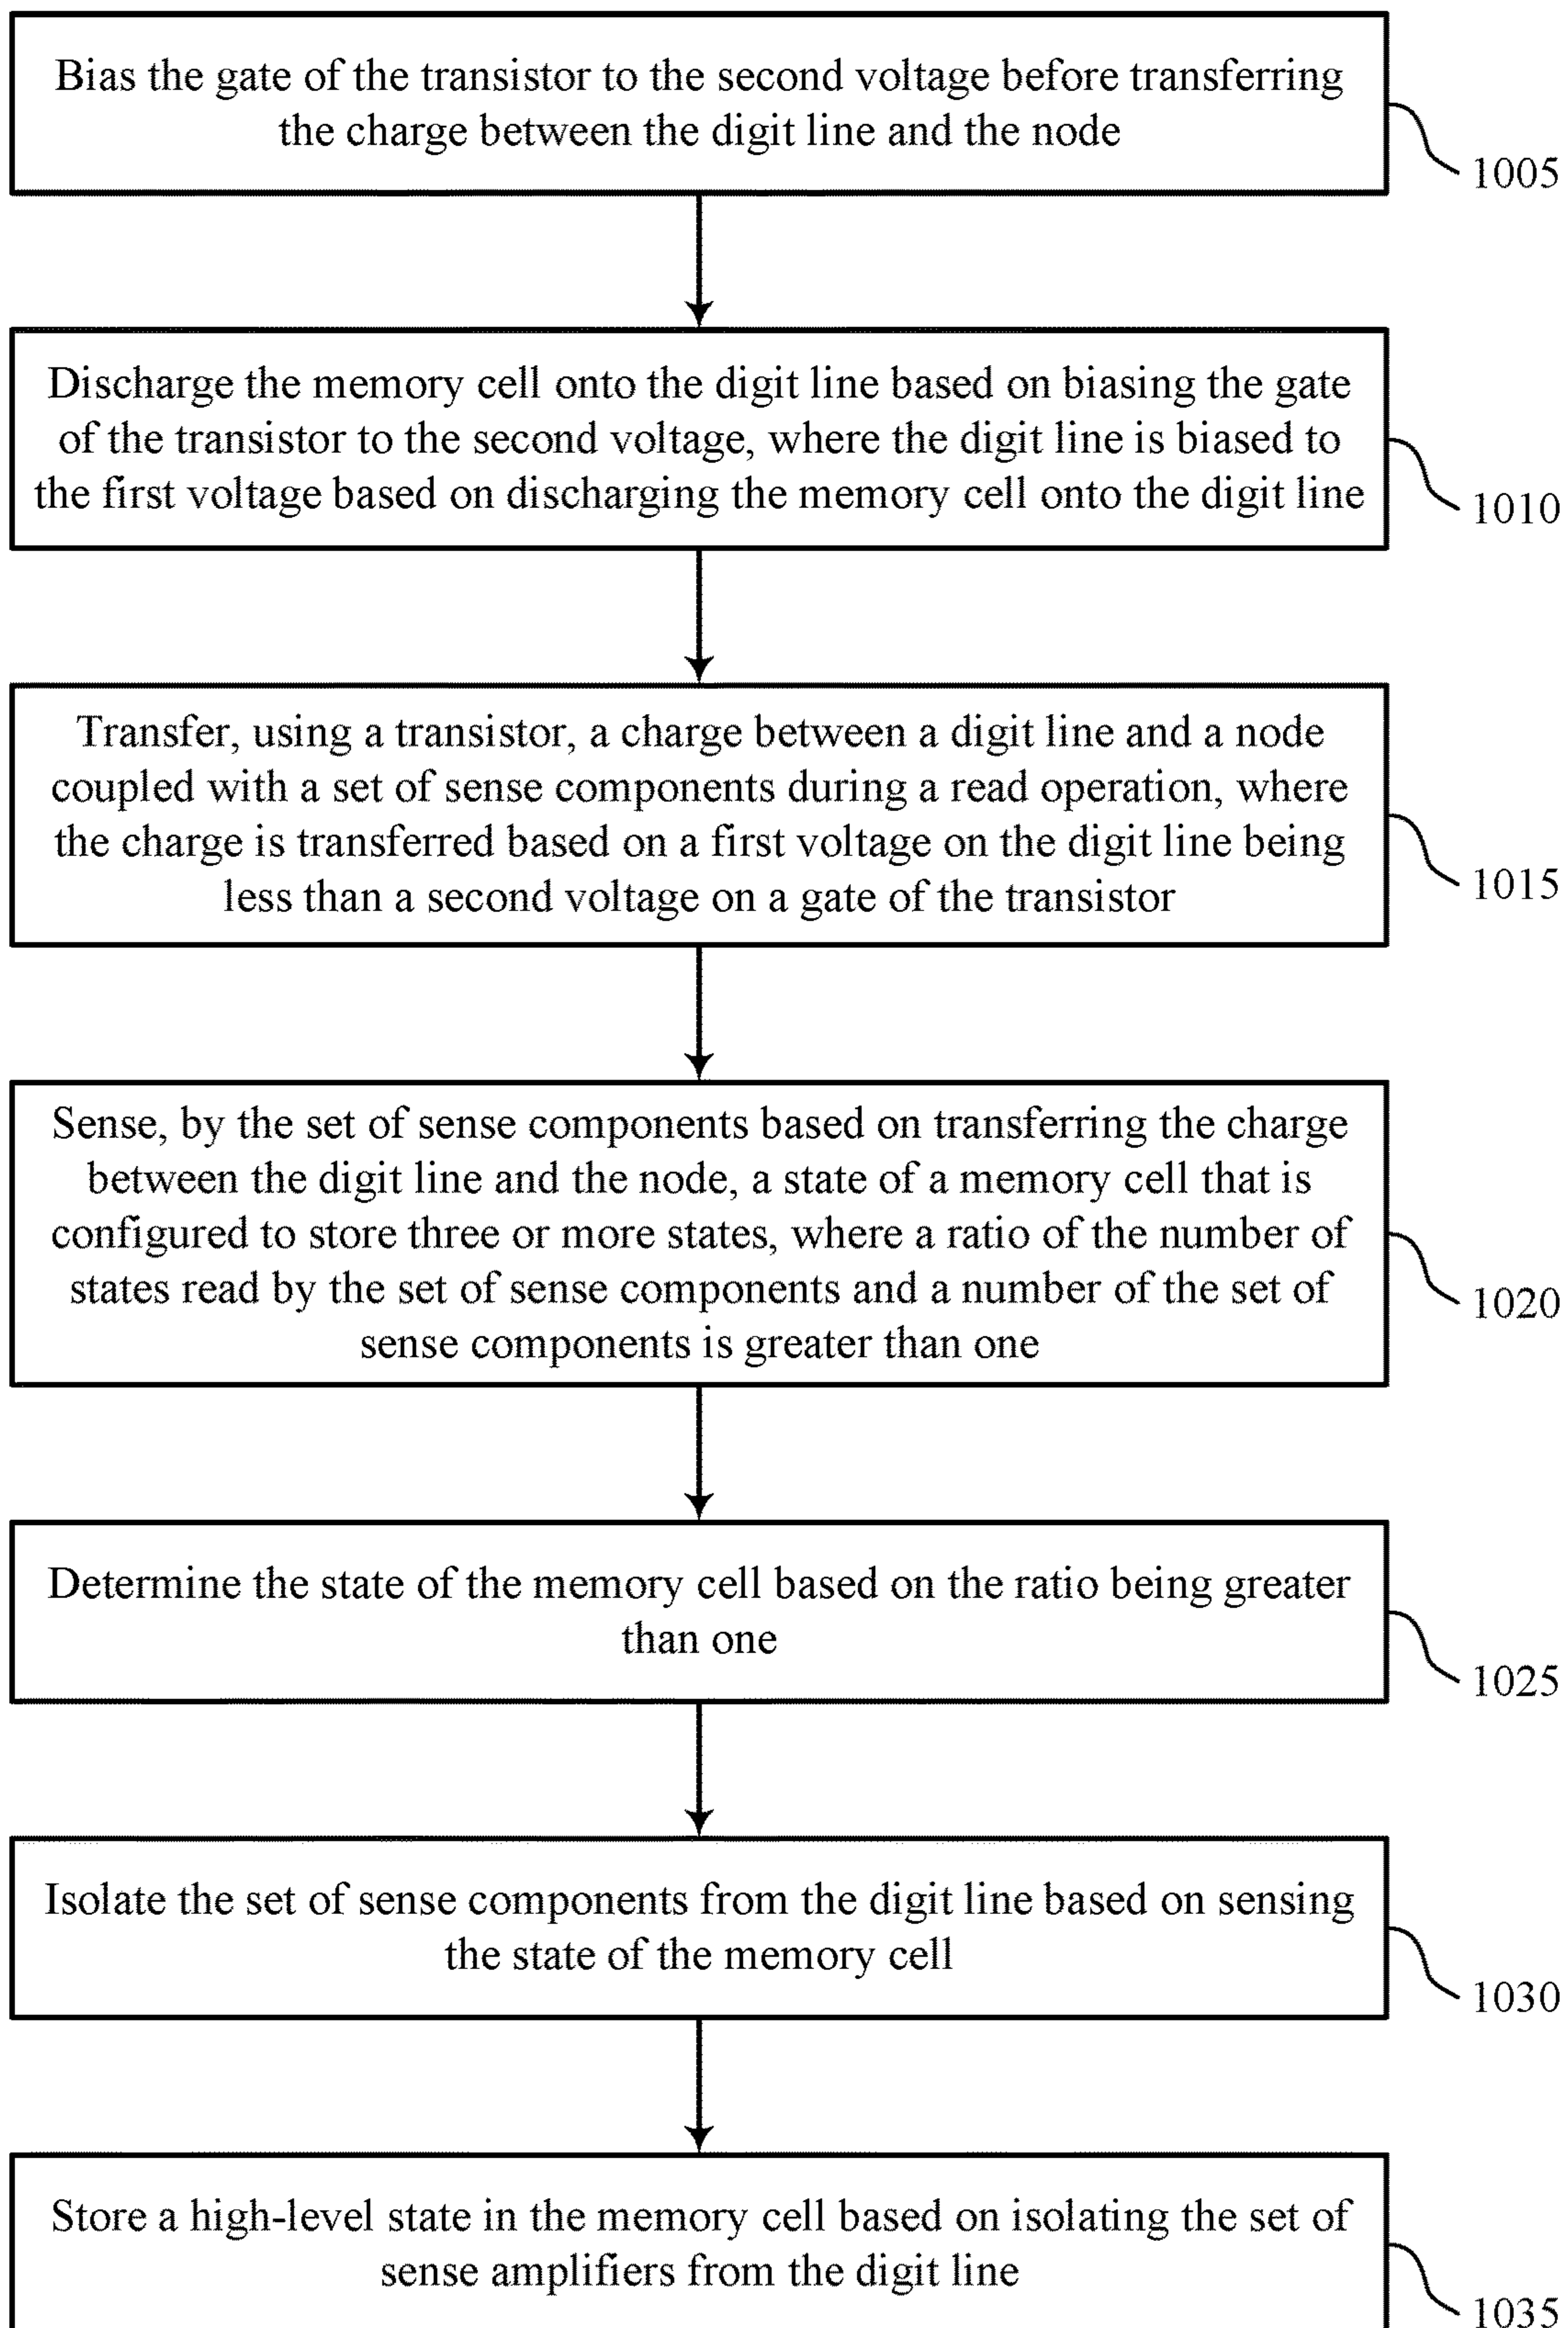 Bias the gate of the transistor to the second voltage before transferring
the charge between the digit line and the node
1005
Discharge the memory cell onto the digit line based on biasing the gate
of the transistor to the second voltage, where the digit line is biased to
the first voltage based on discharging the memory cell onto the digit line
1010
Transfer, using a transistor, a charge between a digit line and a node
coupled with a set of sense components during a read operation, where
the charge is transferred based on a first voltage on the digit line being
less than a second voltage on a gate of the transistor
1015
Sense, by the set of sense components based on transferring the charge
between the digit line and the node, a state of a memory cell that is
configured to store three or more states, where a ratio of the number of
states read by the set of sense components and a number of the set of
sense components is greater than one
1020
Determine the state of the memory cell based on the ratio being greater
than one
1025
Isolate the set of sense components from the digit line based on sensing
the state of the memory cell
1030
Store a high-level state in the memory cell based on isolating the set of
sense amplifiers from the digit line
1035